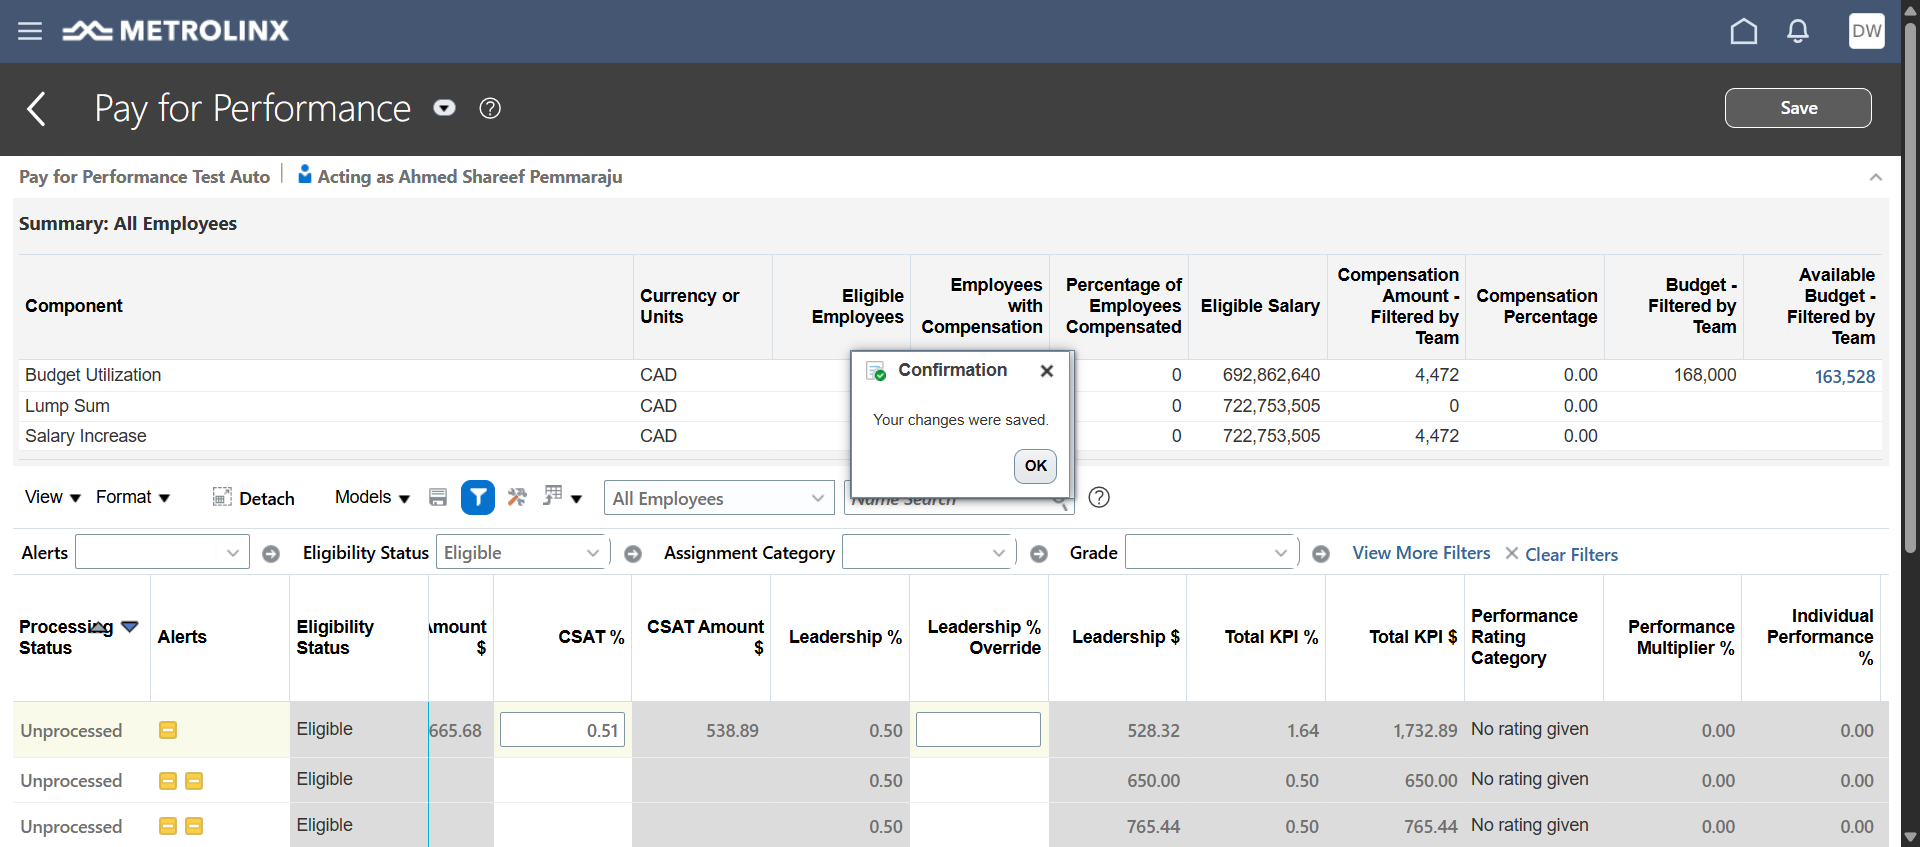 METROLINX
DW
Pay for Performance
Save
Pay for Performance Test Auto
Acting as Ahmed Shareef Pemmaraju
Summary: All Employees
Component
Currency or Units
Eligible Employees
Employees with Compensation
Percentage of Employees Compensated
Eligible Salary
Compensation Amount - Filtered by Team
Compensation Percentage
Budget - Filtered by Team
Available Budget - Filtered by Team
Budget Utilization CAD 0 692,862,640 4,472 0.00 168,000 163,528
Lump Sum CAD 0 722,753,505 0 0.00
Salary Increase CAD 0 722,753,505 4,472 0.00
Confirmation
Your changes were saved.
OK
View Format Detach Models All Employees Name Search
Alerts Eligibility Status Eligible Assignment Category Grade View More Filters Clear Filters
Processing Status
Alerts
Eligibility Status
Amount $
CSAT %
CSAT Amount $
Leadership %
Leadership % Override
Leadership $
Total KPI %
Total KPI $
Performance Rating Category
Performance Multiplier %
Individual Performance %
Unprocessed Eligible 665.68 0.51 538.89 0.50 528.32 1.64 1,732.89 No rating given 0.00 0.00
Unprocessed Eligible 0.50 650.00 0.50 650.00 No rating given 0.00 0.00
Unprocessed Eligible 0.50 765.44 0.50 765.44 No rating given 0.00 0.00